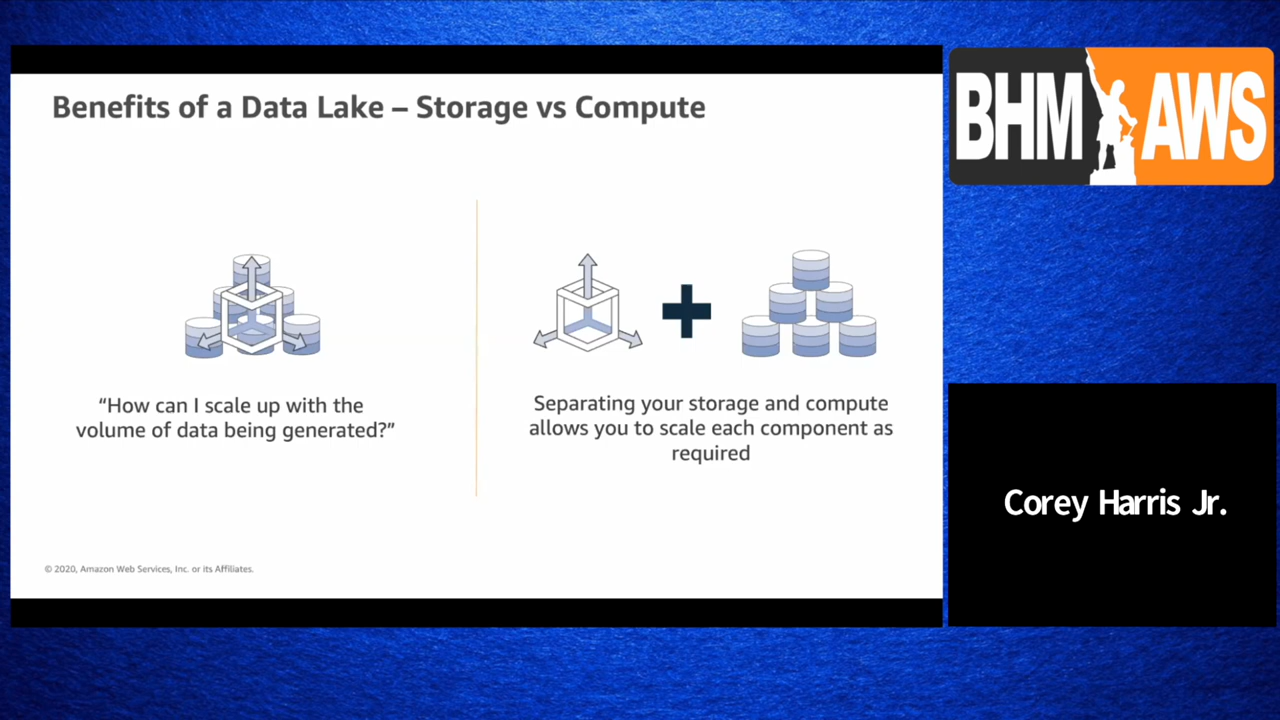 Benefits of a Data Lake – Storage vs Compute
“How can I scale up with the
volume of data being generated?”
Separating your storage and compute
allows you to scale each component as
required
© 2020, Amazon Web Services, Inc. or its Affiliates.
BHM AWS
Corey Harris Jr.